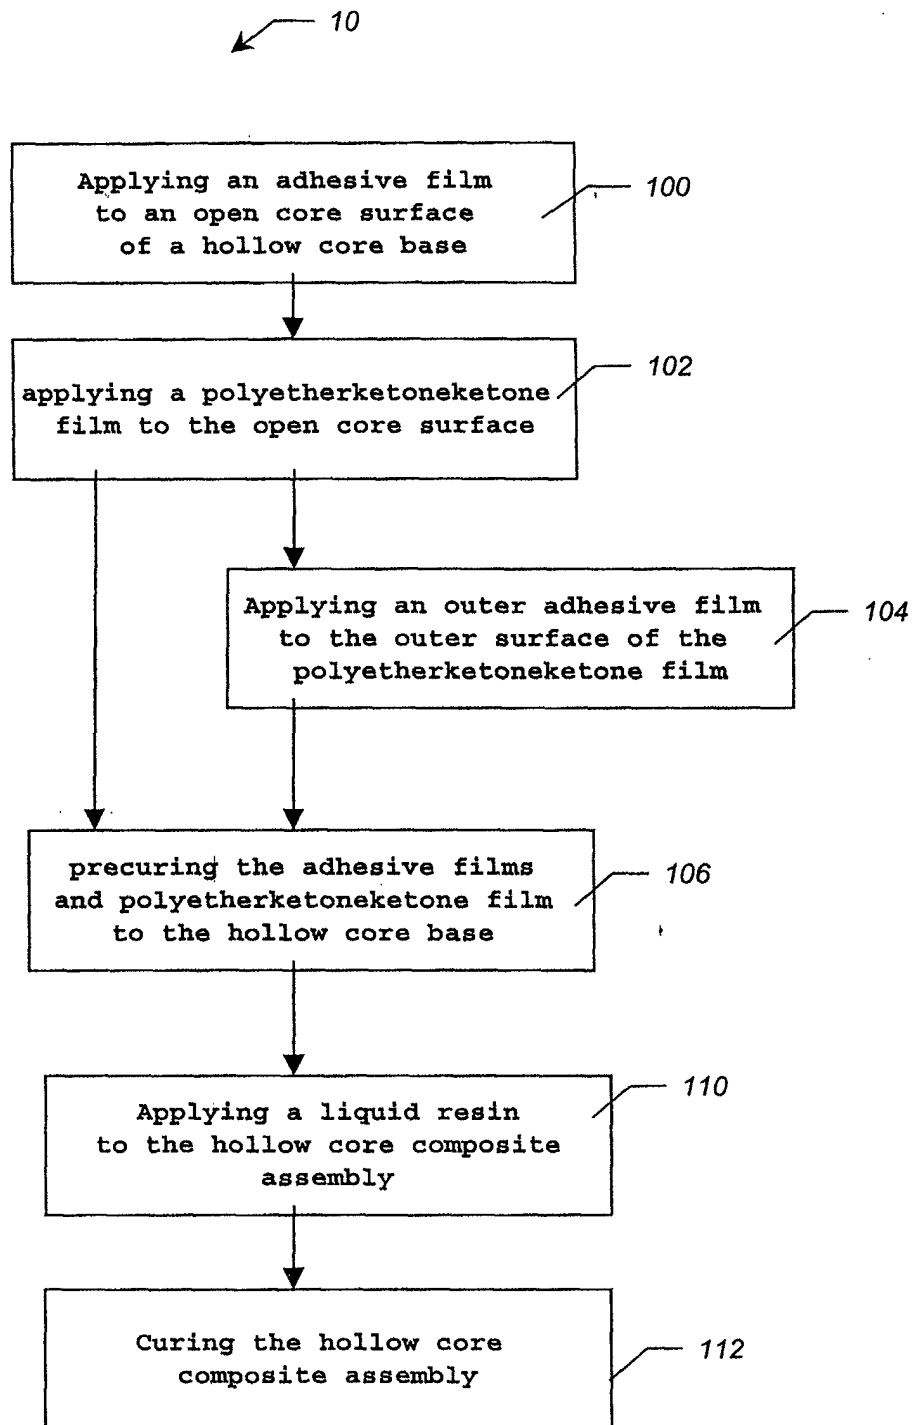 10
Applying an adhesive film
to an open core surface
of a hollow core base
100
applying a polyetherketoneketone
film to the open core surface
102
Applying an outer adhesive film
to the outer surface of the
polyetherketoneketone film
104
precuring the adhesive films
and polyetherketoneketone film
to the hollow core base
106
Applying a liquid resin
to the hollow core composite
assembly
110
Curing the hollow core
composite assembly
112